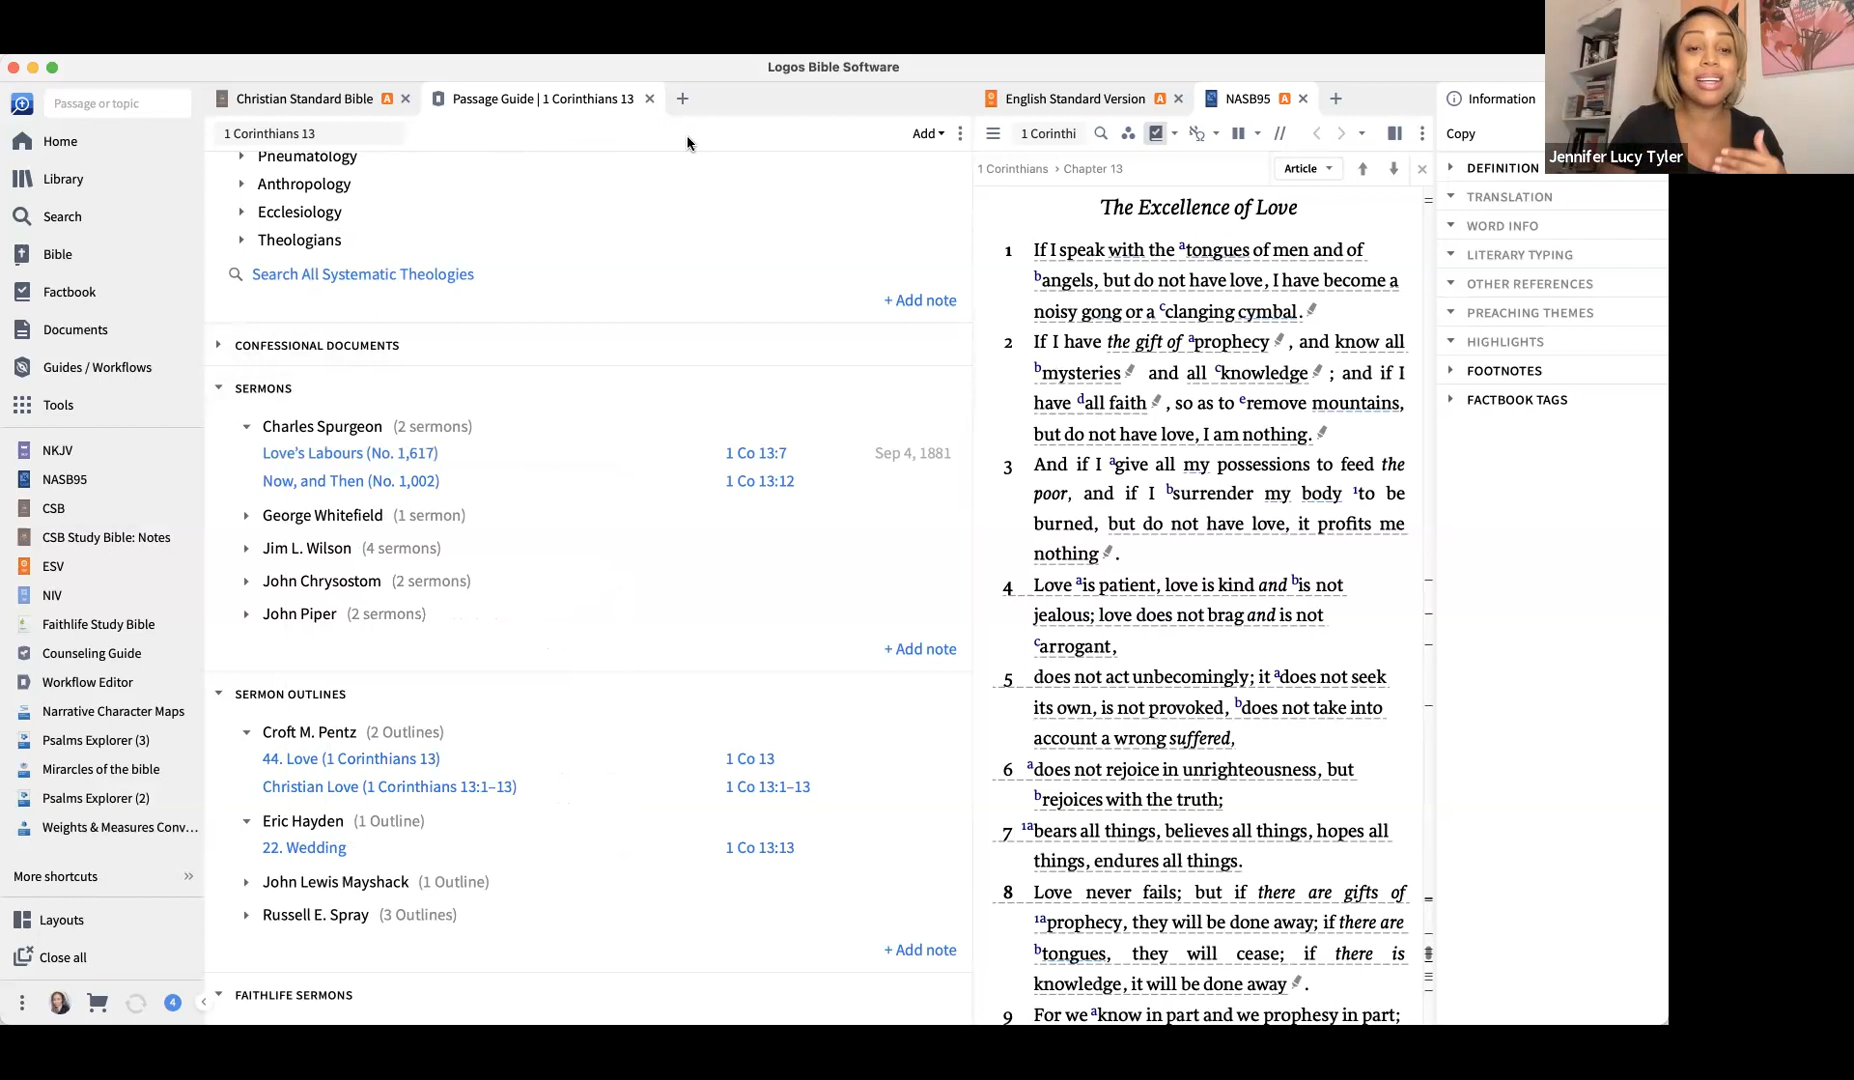 Logos Bible Software
Jennifer Lucy Tyler
Passage or topic
Home
Library
Search
Bible
Factbook
Documents
Guides / Workflows
Tools
NKJV
NASB95
CSB
CSB Study Bible: Notes
ESV
NIV
Faithlife Study Bible
Counseling Guide
Workflow Editor
Narrative Character Maps
Psalms Explorer (3)
Mirarcles of the bible
Psalms Explorer (2)
Weights & Measures Conv…
More shortcuts »
Layouts
Close all
4
Christian Standard Bible A
Passage Guide | 1 Corinthians 13
1 Corinthians 13
Add
Pneumatology
Anthropology
Ecclesiology
Theologians
Search All Systematic Theologies
+ Add note
CONFESSIONAL DOCUMENTS
SERMONS
Charles Spurgeon (2 sermons)
Love's Labours (No. 1,617) 1 Co 13:7 Sep 4, 1881
Now, and Then (No. 1,002) 1 Co 13:12
George Whitefield (1 sermon)
Jim L. Wilson (4 sermons)
John Chrysostom (2 sermons)
John Piper (2 sermons)
+ Add note
SERMON OUTLINES
Croft M. Pentz (2 Outlines)
44. Love (1 Corinthians 13) 1 Co 13
Christian Love (1 Corinthians 13:1–13) 1 Co 13:1–13
Eric Hayden (1 Outline)
22. Wedding 1 Co 13:13
John Lewis Mayshack (1 Outline)
Russell E. Spray (3 Outlines)
+ Add note
FAITHLIFE SERMONS
English Standard Version A
NASB95 A
1 Corinthi
1 Corinthians › Chapter 13
Article
The Excellence of Love
1 If I speak with the a tongues of men and of
b angels, but do not have love, I have become a
noisy gong or a c clanging cymbal.
2 If I have the gift of a prophecy , and know all
b mysteries and all c knowledge ; and if I
have d all faith , so as to e remove mountains,
but do not have love, I am nothing.
3 And if I a give all my possessions to feed the
poor, and if I b surrender my body 1 to be
burned, but do not have love, it profits me
nothing .
4 Love a is patient, love is kind and b is not
jealous; love does not brag and is not
c arrogant,
5 does not act unbecomingly; it a does not seek
its own, is not provoked, b does not take into
account a wrong suffered,
6 a does not rejoice in unrighteousness, but
b rejoices with the truth;
7 1a bears all things, believes all things, hopes all
things, endures all things.
8 Love never fails; but if there are gifts of
1a prophecy, they will be done away; if there are
b tongues, they will cease; if there is
knowledge, it will be done away .
9 For we a know in part and we prophesy in part;
Information
Copy
DEFINITION
TRANSLATION
WORD INFO
LITERARY TYPING
OTHER REFERENCES
PREACHING THEMES
HIGHLIGHTS
FOOTNOTES
FACTBOOK TAGS